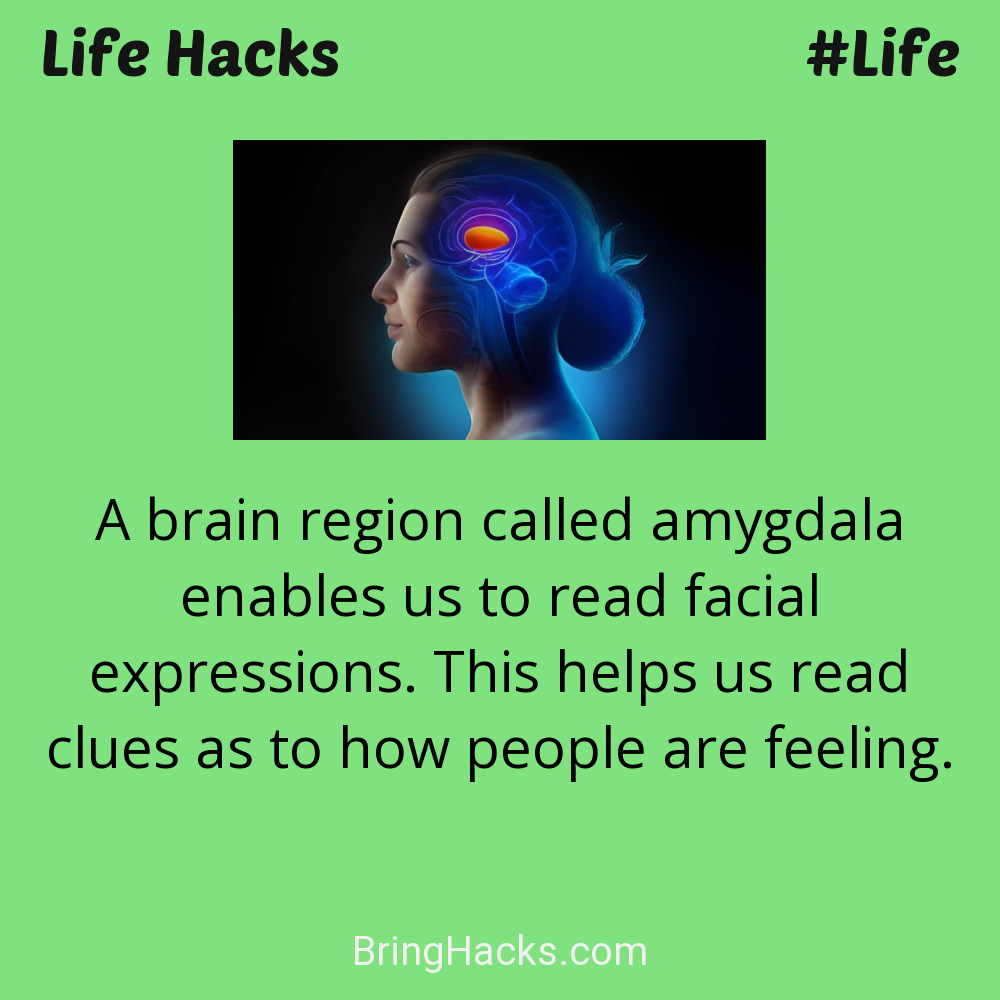 Life Hacks
#Life
A brain region called amygdala
enables us to read facial
expressions. This helps us read
clues as to how people are feeling.
BringHacks.com